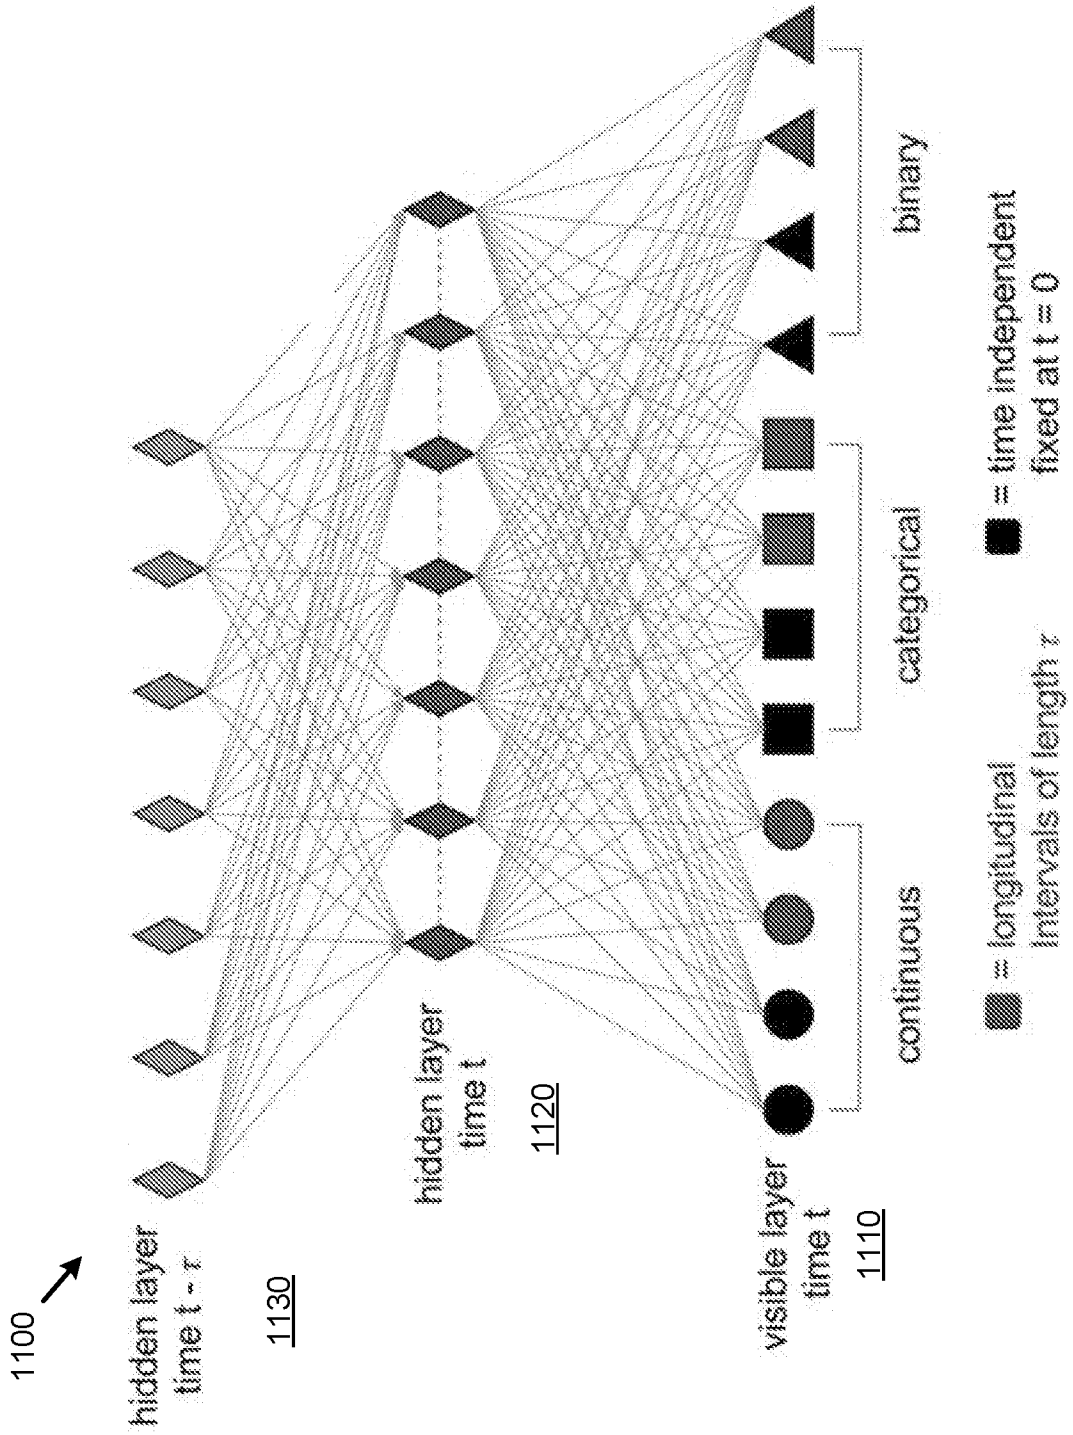 1100
hidden layer
time t - τ
1130
hidden layer
time t
1120
visible layer
time t
1110
continuous
categorical
binary
= longitudinal
Intervals of length τ
= time independent
fixed at t = 0